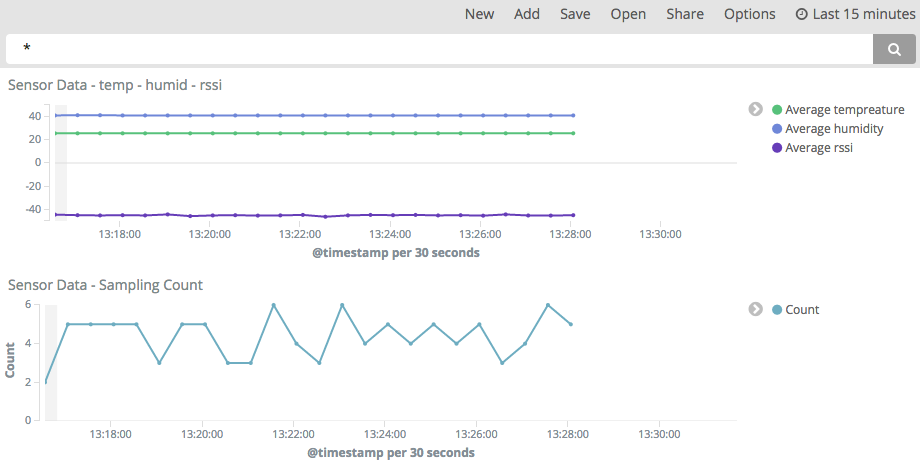 New Add Save Open Share Options Last 15 minutes
*
Sensor Data - temp - humid - rssi
40
20
0
-20
-40
13:18:00 13:20:00 13:22:00 13:24:00 13:26:00 13:28:00 13:30:00
@timestamp per 30 seconds
Average tempreature
Average humidity
Average rssi
Sensor Data - Sampling Count
6
4
2
0
Count
13:18:00 13:20:00 13:22:00 13:24:00 13:26:00 13:28:00 13:30:00
@timestamp per 30 seconds
Count